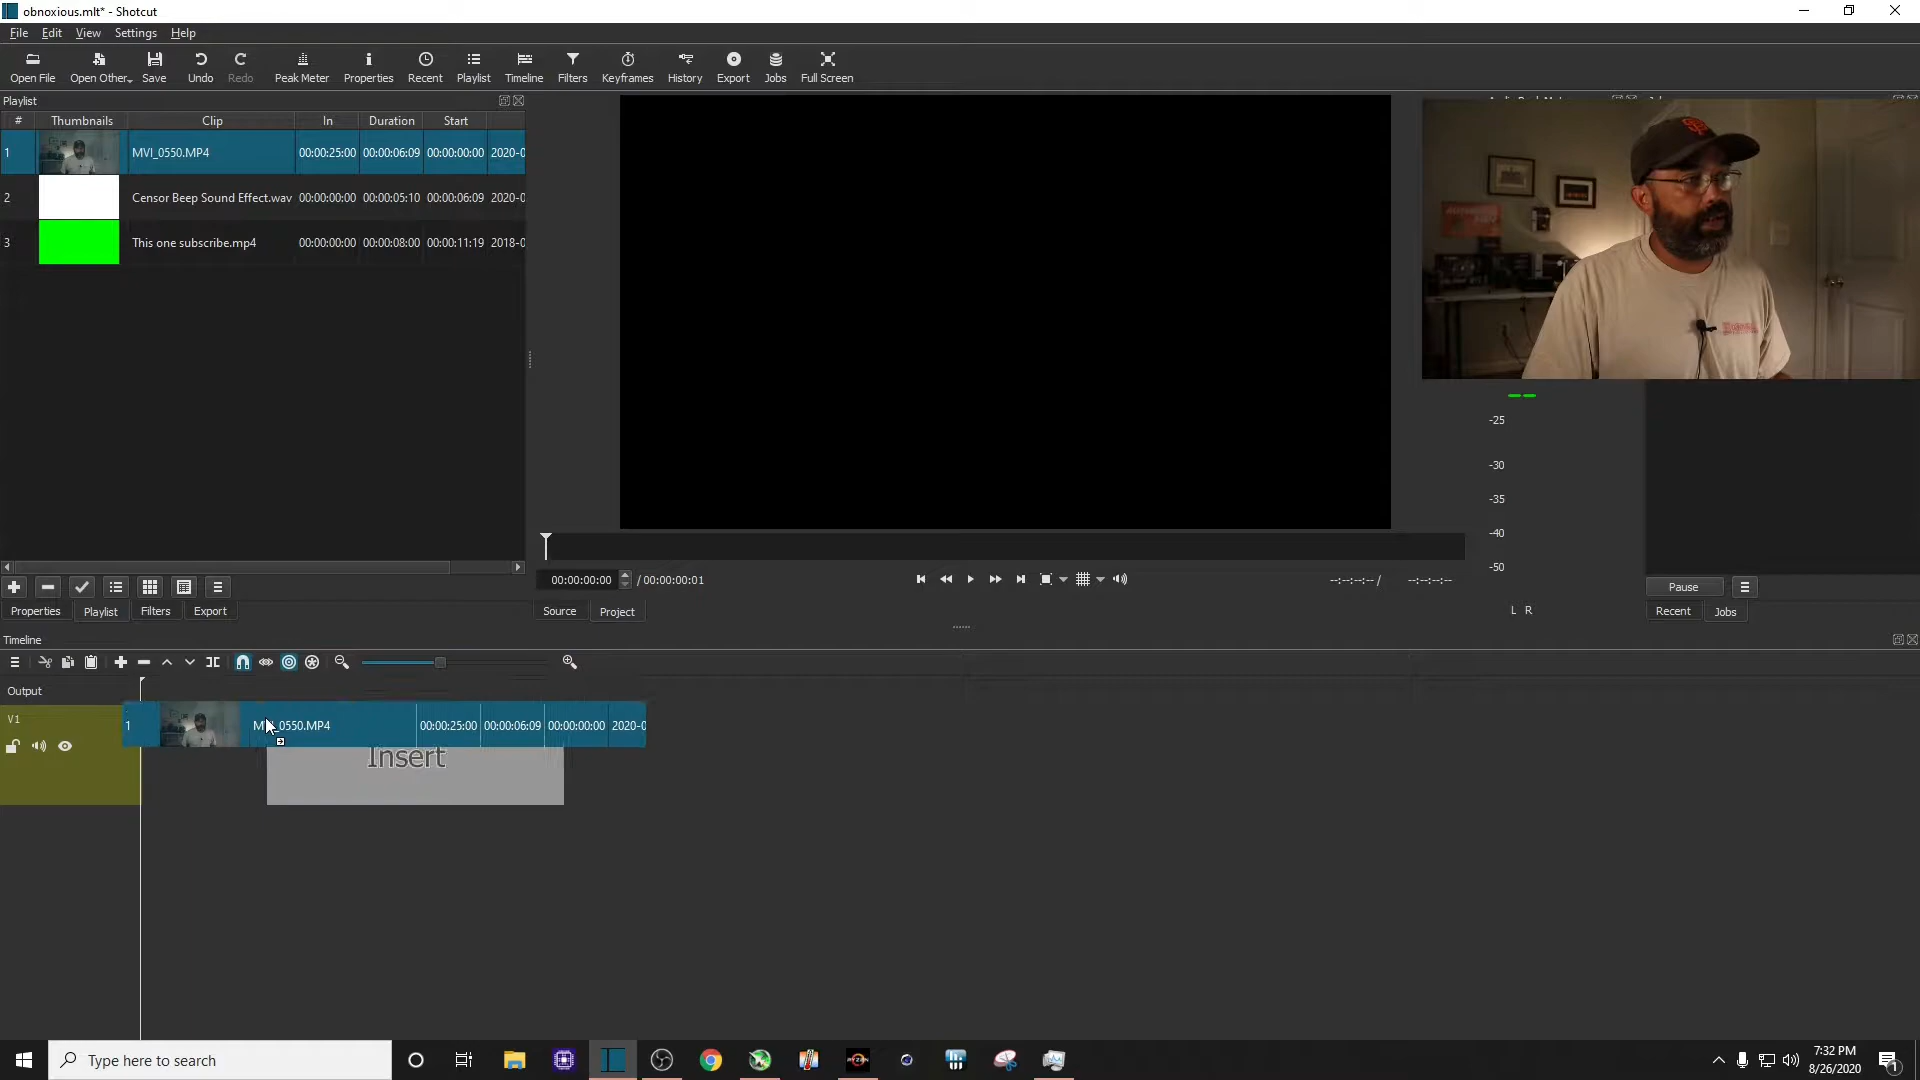 obnoxious.mlt* - Shotcut
File Edit View Settings Help
Open File Open Other Save Undo Redo Peak Meter Properties Recent Playlist Timeline Filters Keyframes History Export Jobs Full Screen
Playlist
# Thumbnails Clip In Duration Start
1 MVI_0550.MP4 00:00:25:00 00:00:06:09 00:00:00:00 2020-0
2 Censor Beep Sound Effect.wav 00:00:00:00 00:00:05:10 00:00:06:09 2020-0
3 This one subscribe.mp4 00:00:00:00 00:00:08:00 00:00:11:19 2018-0
-25
-30
-35
-40
-50
00:00:00:00 / 00:00:00:01
--:--:--:-- / --:--:--:--
Pause
Properties Playlist Filters Export
Source Project
L R
Recent Jobs
Timeline
Output
V1
1 MVI_0550.MP4 00:00:25:00 00:00:06:09 00:00:00:00 2020-0
Insert
Type here to search
RYZEN
7:32 PM
8/26/2020
1